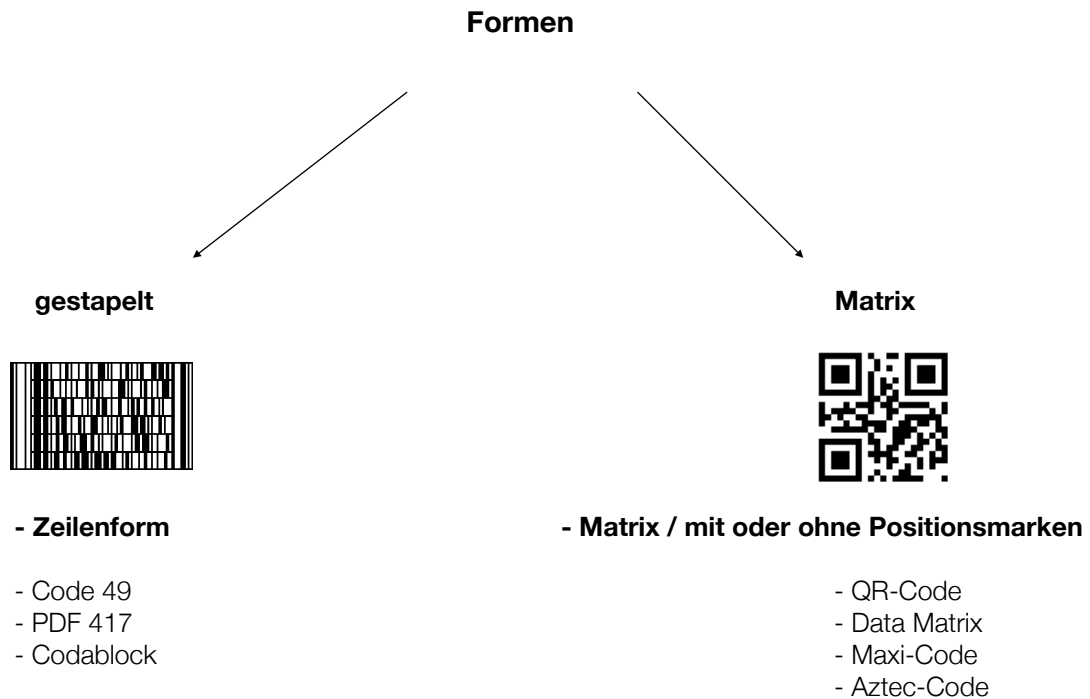 Formen
gestapelt
Matrix
- Zeilenform
- Matrix / mit oder ohne Positionsmarken
- Code 49
- PDF 417
- Codablock
- QR-Code
- Data Matrix
- Maxi-Code
- Aztec-Code